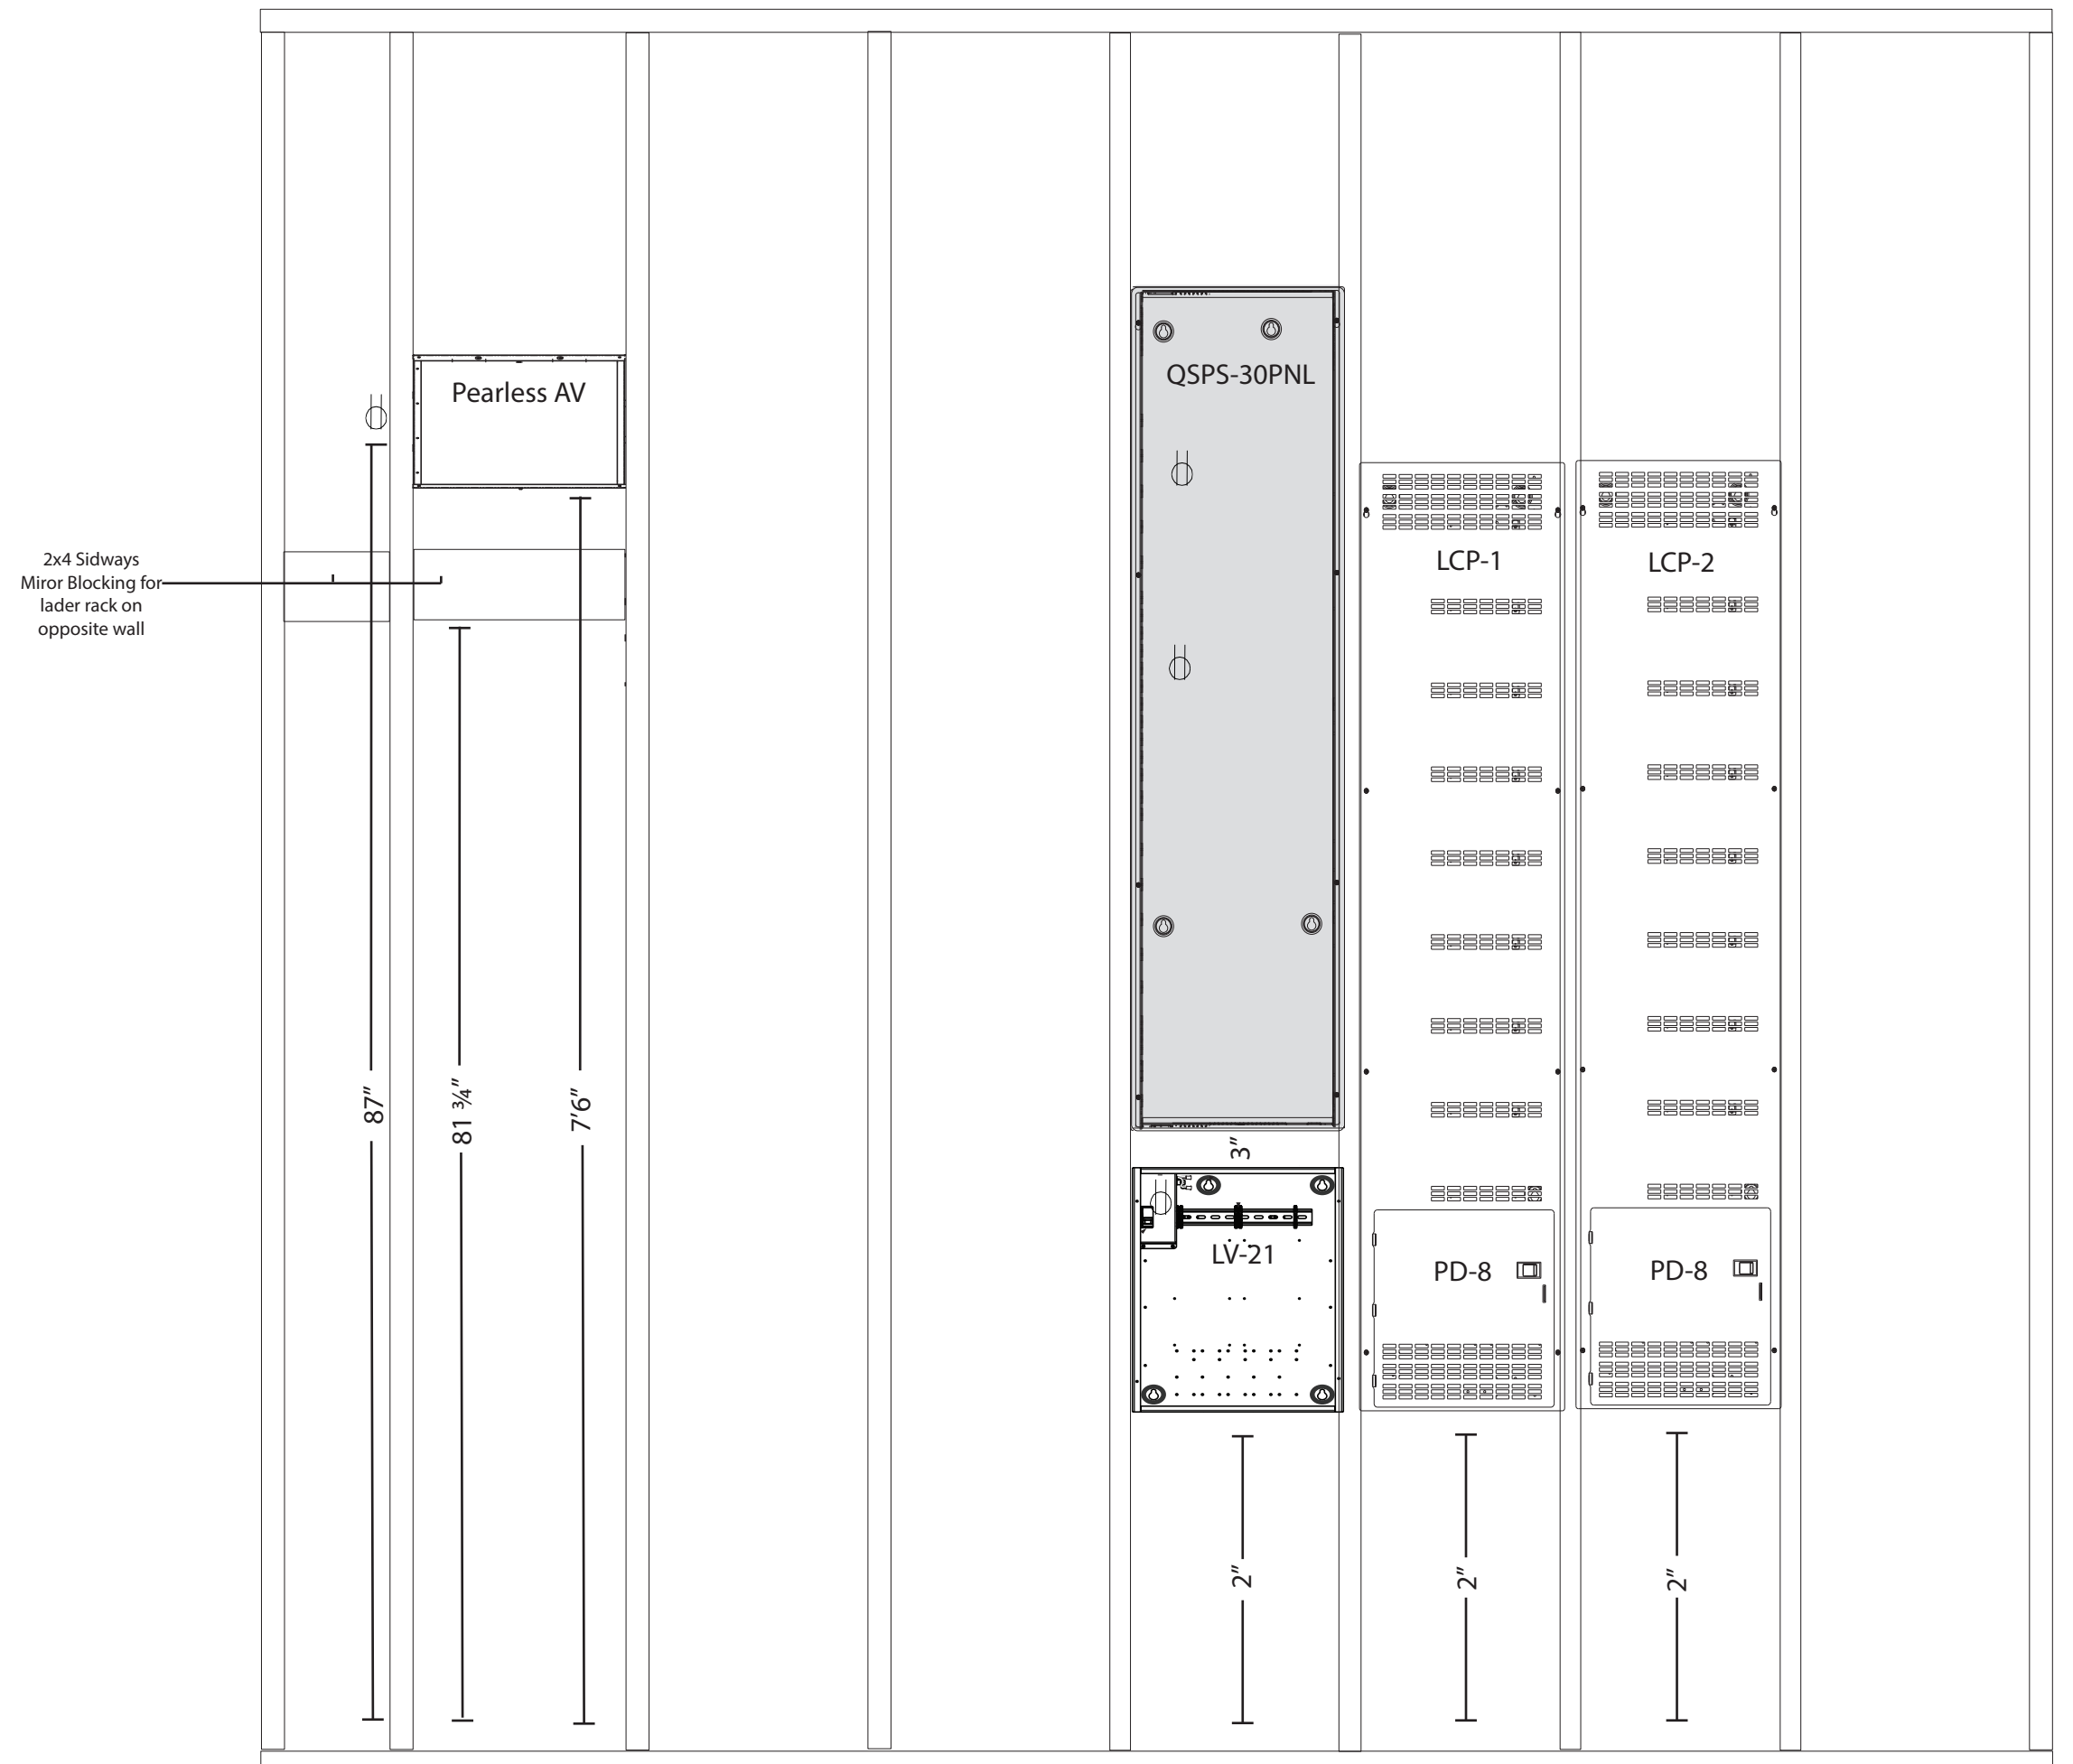 QSPS-30PNL
Pearless AV
2x4 Sidways
Miror Blocking for
lader rack on
opposite wall
LCP-1
LCP-2
87"
81 ¾"
7'6"
3"
LV-21
PD-8
PD-8
2"
2"
2"